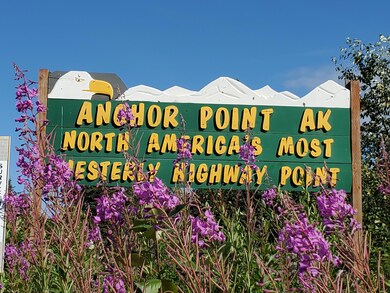 ANCHOR POINT AK
NORTH AMERICA'S MOST
WESTERLY HIGHWAY POINT